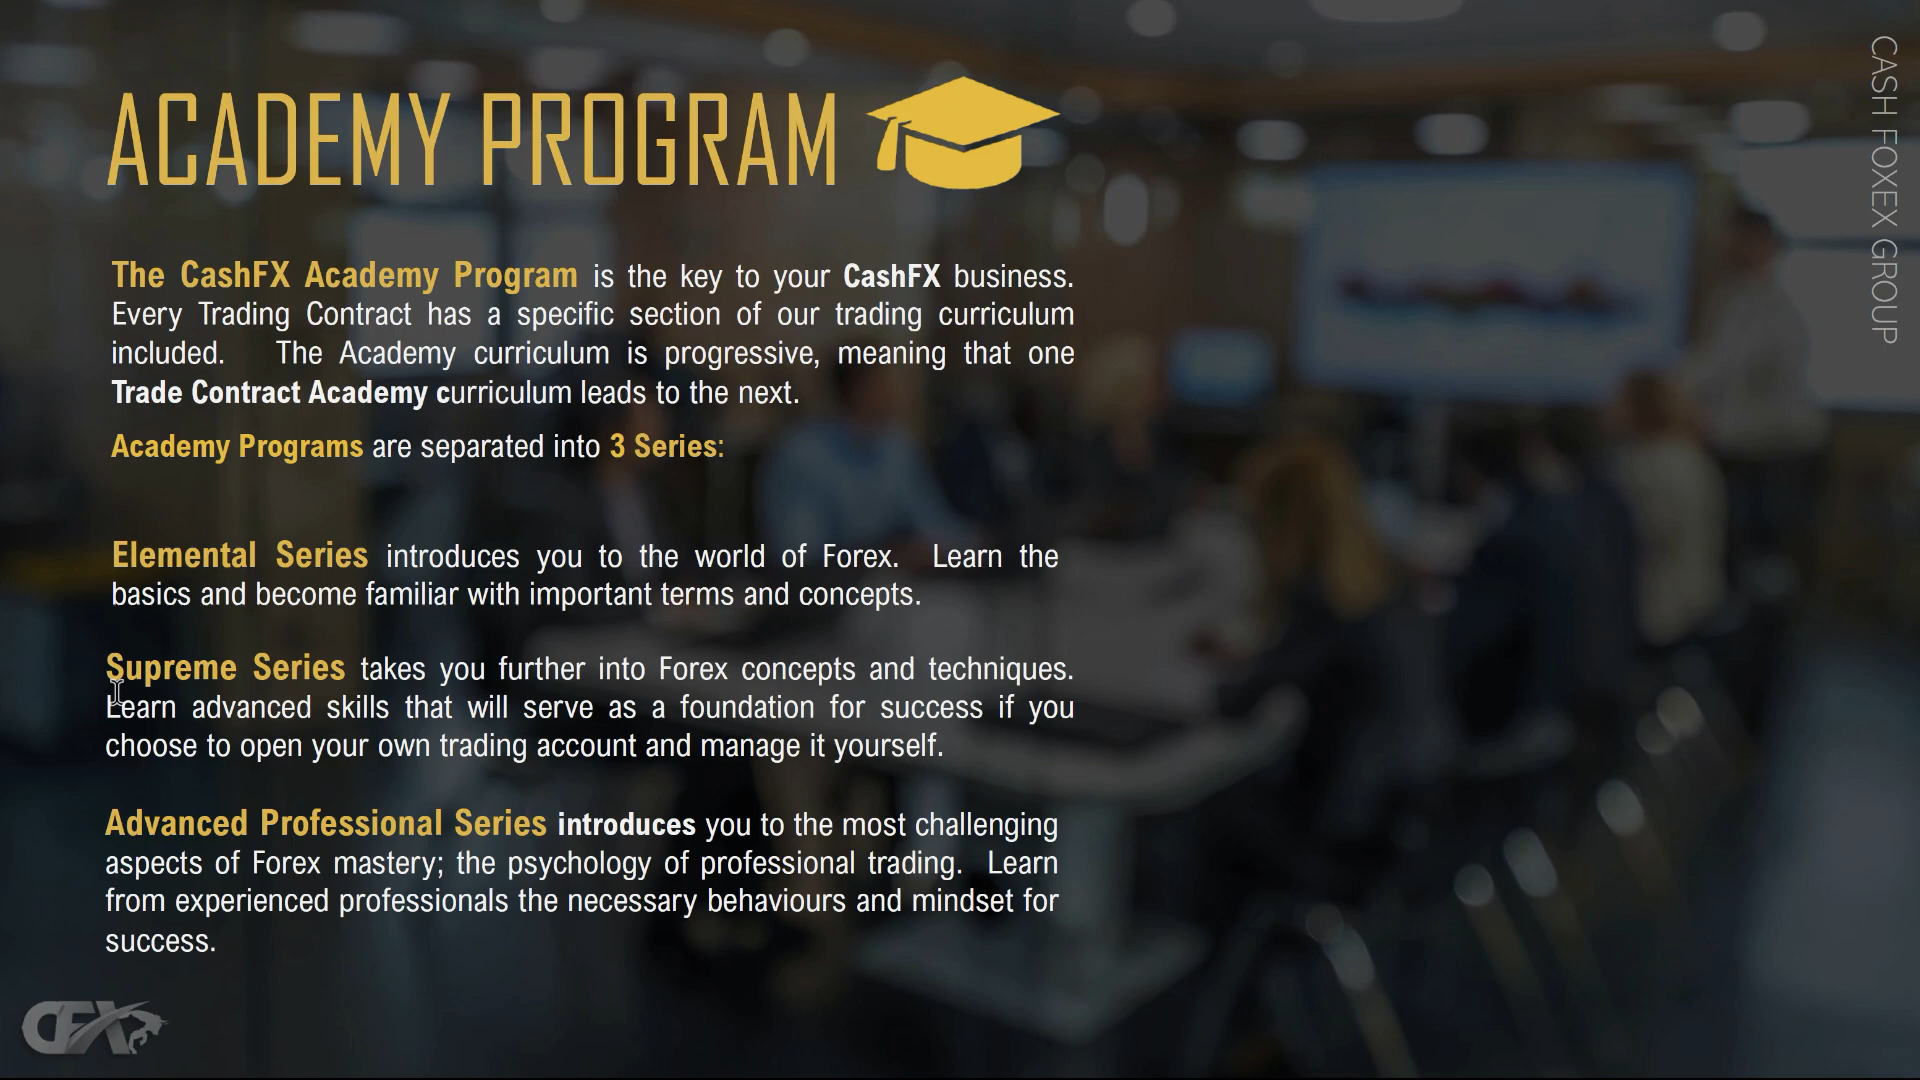 ACADEMY PROGRAM
The CashFX Academy Program is the key to your CashFX business.
Every Trading Contract has a specific section of our trading curriculum
included. The Academy curriculum is progressive, meaning that one
Trade Contract Academy curriculum leads to the next.
Academy Programs are separated into 3 Series:
Elemental Series introduces you to the world of Forex. Learn the
basics and become familiar with important terms and concepts.
Supreme Series takes you further into Forex concepts and techniques.
Learn advanced skills that will serve as a foundation for success if you
choose to open your own trading account and manage it yourself.
Advanced Professional Series introduces you to the most challenging
aspects of Forex mastery; the psychology of professional trading. Learn
from experienced professionals the necessary behaviours and mindset for
success.
CFX
CASH FOXEX GROUP